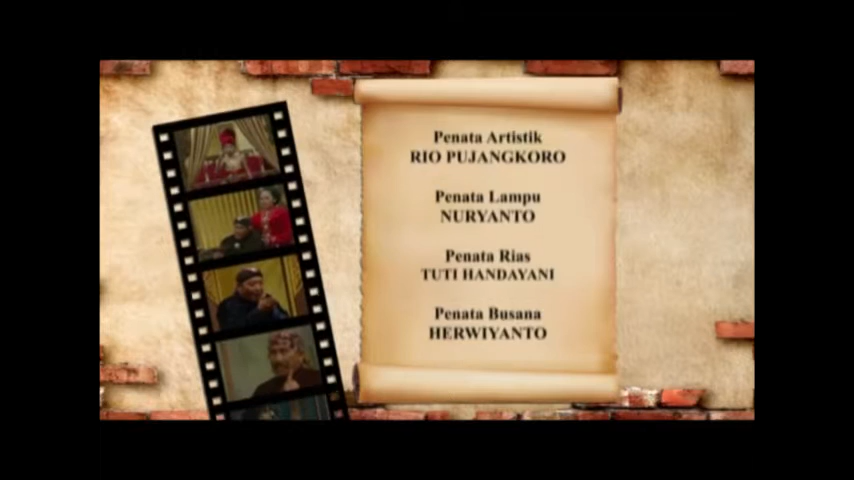 Penata Artistik
RIO PUJANGKORO
Penata Lampu
NURYANTO
Penata Rias
TUTI HANDAYANI
Penata Busana
HERWIYANTO